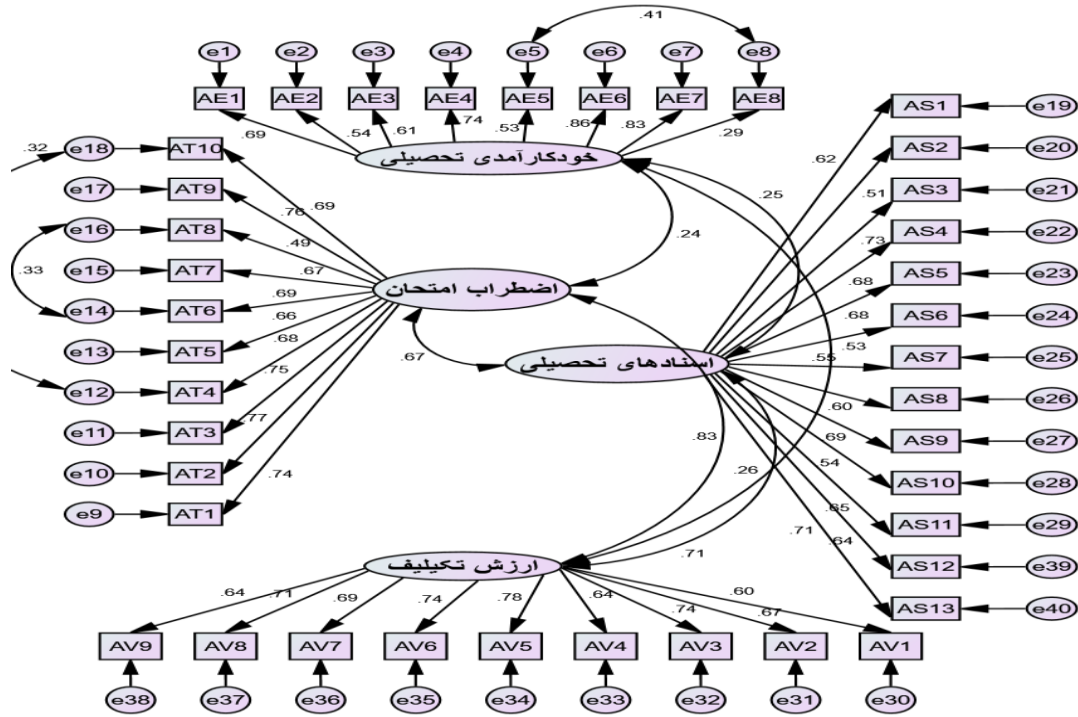 .41
e1 e2 e3 e4 e5 e6 e7 e8
AE1 AE2 AE3 AE4 AE5 AE6 AE7 AE8
.69 .54 .61 .74 .53 .86 .83 .29
خودکارآمدی تحصیلی
.32 e18 AT10 .69
e17 AT9 .76
e16 AT8 .49
.33 e15 AT7 .67
e14 AT6 .69
e13 AT5 .66
e12 AT4 .68
e11 AT3 .75
e10 AT2 .77
e9 AT1 .74
اضطراب امتحان
.24
.25
.67
اسنادهای تحصیلی
.62 AS1 e19
.51 AS2 e20
AS3 e21
.73 AS4 e22
.68 AS5 e23
.68 AS6 e24
.53 AS7 e25
.55 AS8 e26
.60 AS9 e27
.69 AS10 e28
.54 AS11 e29
.65 AS12 e39
.64 AS13 e40
.71
.83
.26
.71
ارزش تکیلیف
.64 .71 .69 .74 .78 .64 .74 .67 .60
AV9 AV8 AV7 AV6 AV5 AV4 AV3 AV2 AV1
e38 e37 e36 e35 e34 e33 e32 e31 e30